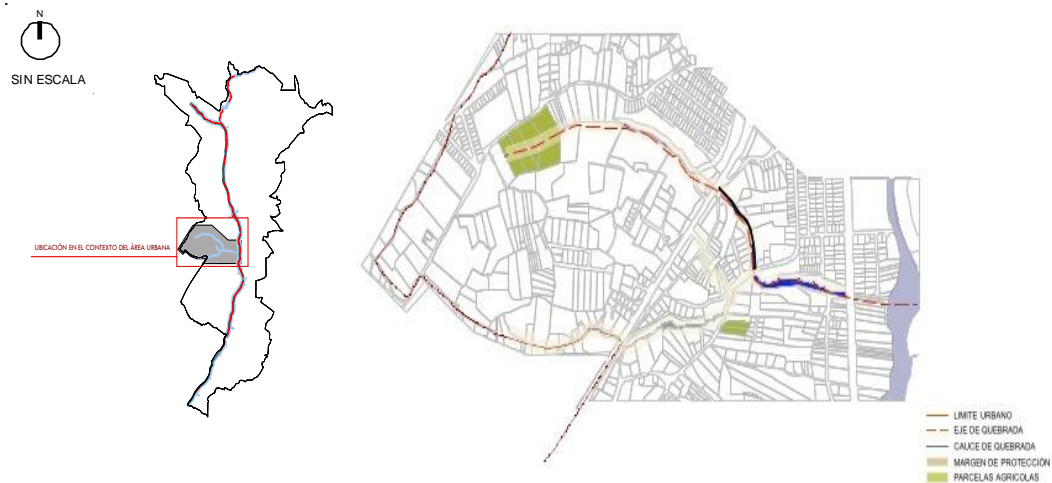 N
SIN ESCALA
UBICACIÓN EN EL CONTEXTO DEL ÁREA URBANA
LIMITE URBANO
EJE DE QUEBRADA
CAUCE DE QUEBRADA
MARGEN DE PROTECCIÓN
PARCELAS AGRICOLAS